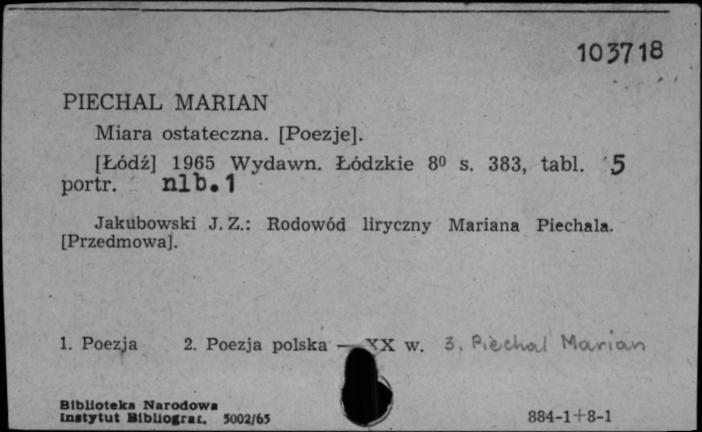 103718
PIECHAL MARIAN
Miara ostateczna. [Poezje].
[Łódź] 1965 Wydawn. Łódzkie 8⁰ s. 383, tabl. 5
portr. nlb.1
Jakubowski J. Z.: Rodowód liryczny Mariana Piechala.
[Przedmowa].
1. Poezja 2. Poezja polska — XX w. 3. Piechal Marian
Biblioteka Narodowa
Instytut Bibliograf. 5002/65 884-1+8-1